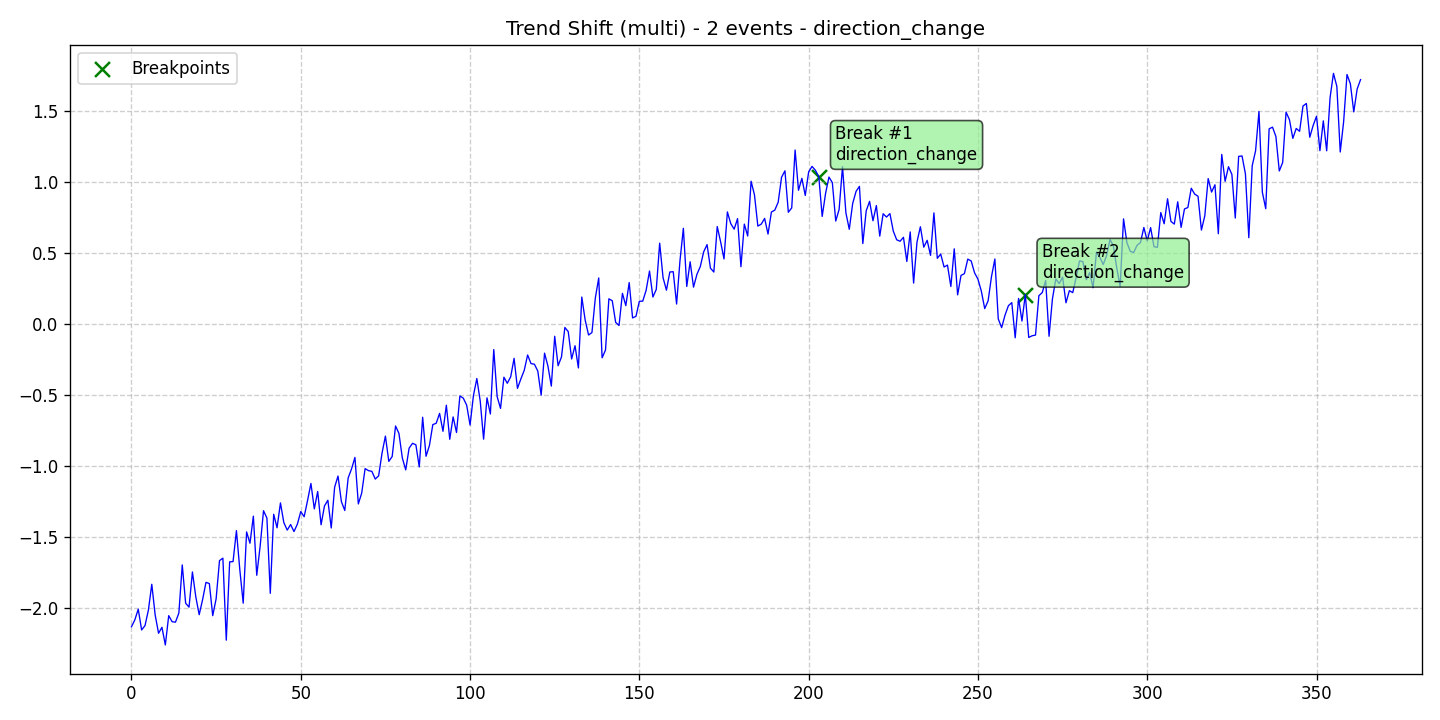 Trend Shift (multi) - 2 events - direction_change
Breakpoints
Break #1
direction_change
Break #2
direction_change
1.5
1.0
0.5
0.0
−0.5
−1.0
−1.5
−2.0
0 50 100 150 200 250 300 350